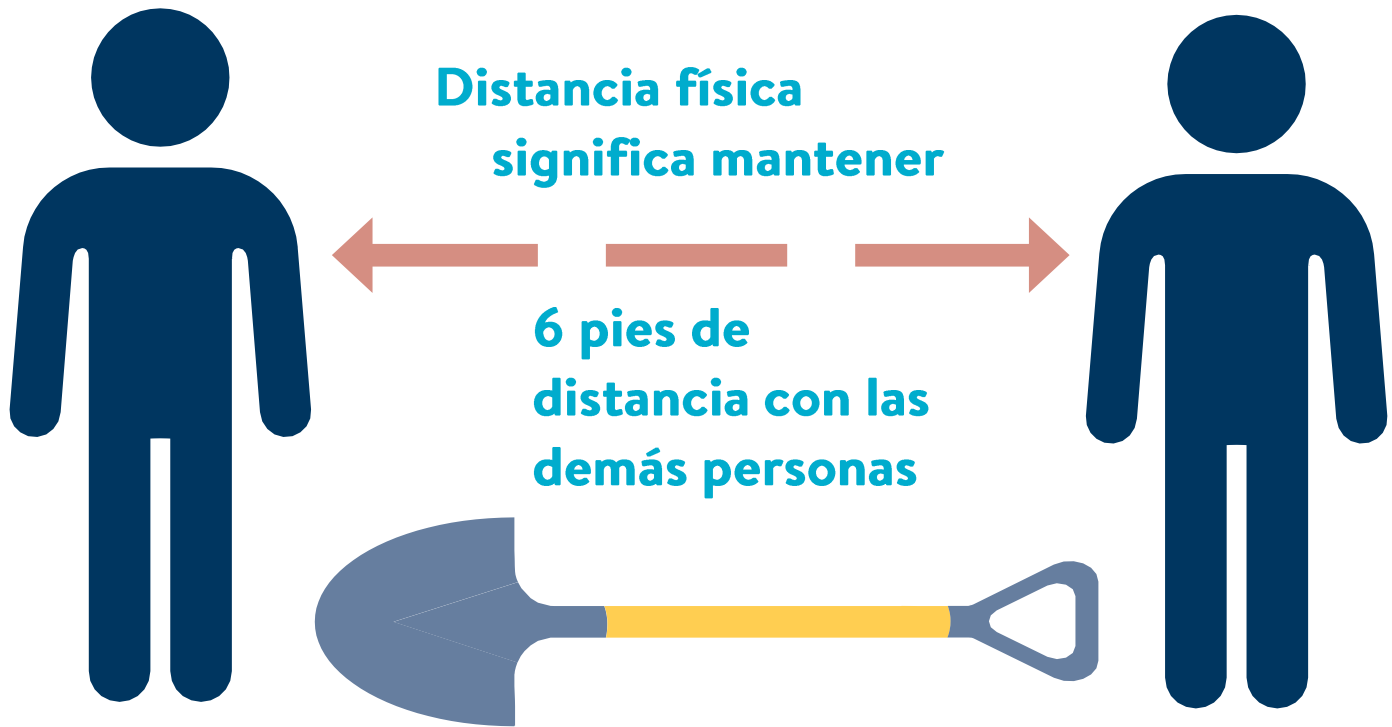 Distancia física
significa mantener
6 pies de
distancia con las
demás personas